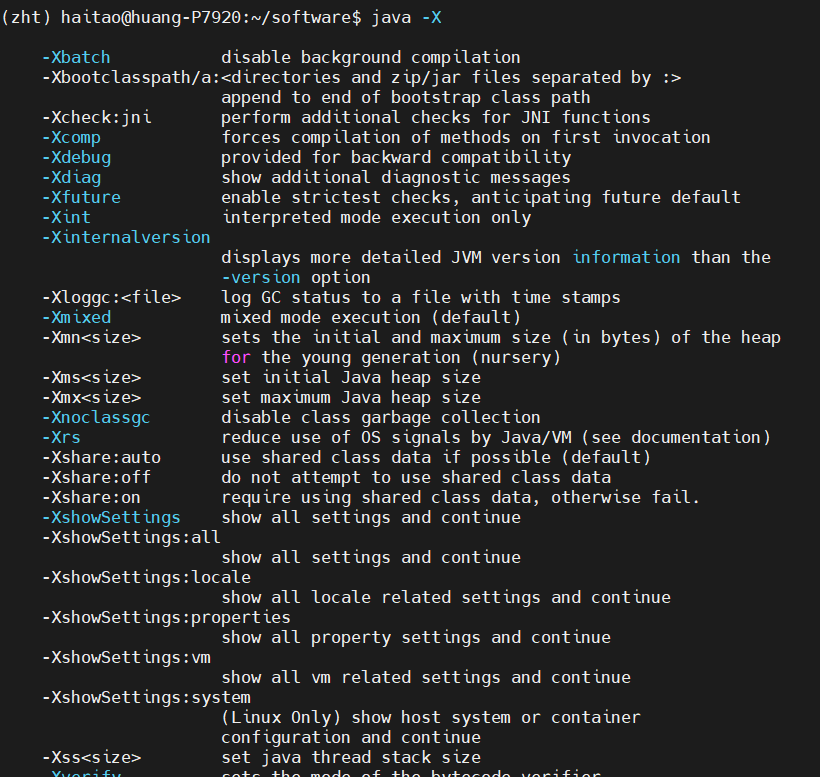 (zht) haitao@huang-P7920:~/software$ java -X
-Xbatch disable background compilation
-Xbootclasspath/a:<directories and zip/jar files separated by :>
append to end of bootstrap class path
-Xcheck:jni perform additional checks for JNI functions
-Xcomp forces compilation of methods on first invocation
-Xdebug provided for backward compatibility
-Xdiag show additional diagnostic messages
-Xfuture enable strictest checks, anticipating future default
-Xint interpreted mode execution only
-Xinternalversion
displays more detailed JVM version information than the
-version option
-Xloggc:<file> log GC status to a file with time stamps
-Xmixed mixed mode execution (default)
-Xmn<size> sets the initial and maximum size (in bytes) of the heap
for the young generation (nursery)
-Xms<size> set initial Java heap size
-Xmx<size> set maximum Java heap size
-Xnoclassgc disable class garbage collection
-Xrs reduce use of OS signals by Java/VM (see documentation)
-Xshare:auto use shared class data if possible (default)
-Xshare:off do not attempt to use shared class data
-Xshare:on require using shared class data, otherwise fail.
-XshowSettings show all settings and continue
-XshowSettings:all
show all settings and continue
-XshowSettings:locale
show all locale related settings and continue
-XshowSettings:properties
show all property settings and continue
-XshowSettings:vm
show all vm related settings and continue
-XshowSettings:system
(Linux Only) show host system or container
configuration and continue
-Xss<size> set java thread stack size
-Xverify sets the mode of the bytecode verifier